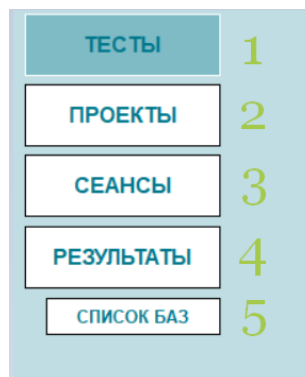 ТЕСТЫ 1
ПРОЕКТЫ 2
СЕАНСЫ 3
РЕЗУЛЬТАТЫ 4
СПИСОК БАЗ 5